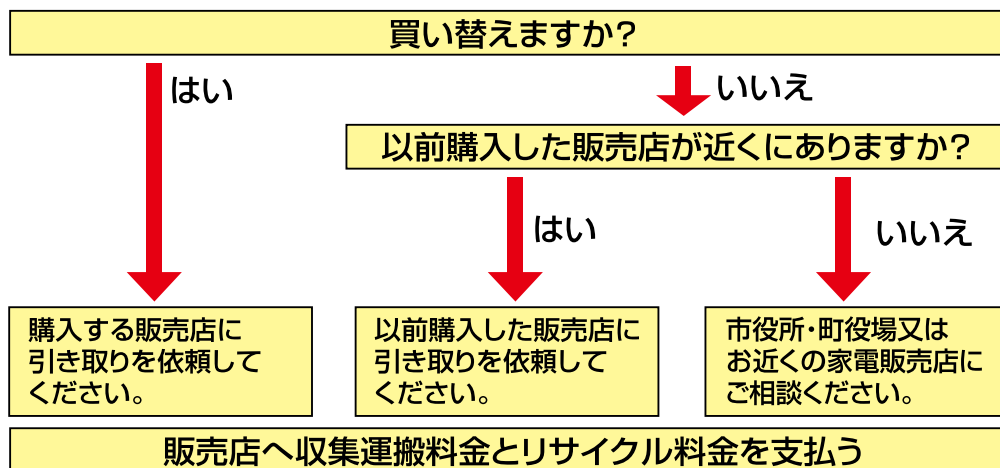 買い替えますか?
はい
いいえ
以前購入した販売店が近くにありますか?
はい
いいえ
購入する販売店に
引き取りを依頼して
ください。
以前購入した販売店に
引き取りを依頼して
ください。
市役所・町役場又は
お近くの家電販売店に
ご相談ください。
販売店へ収集運搬料金とリサイクル料金を支払う